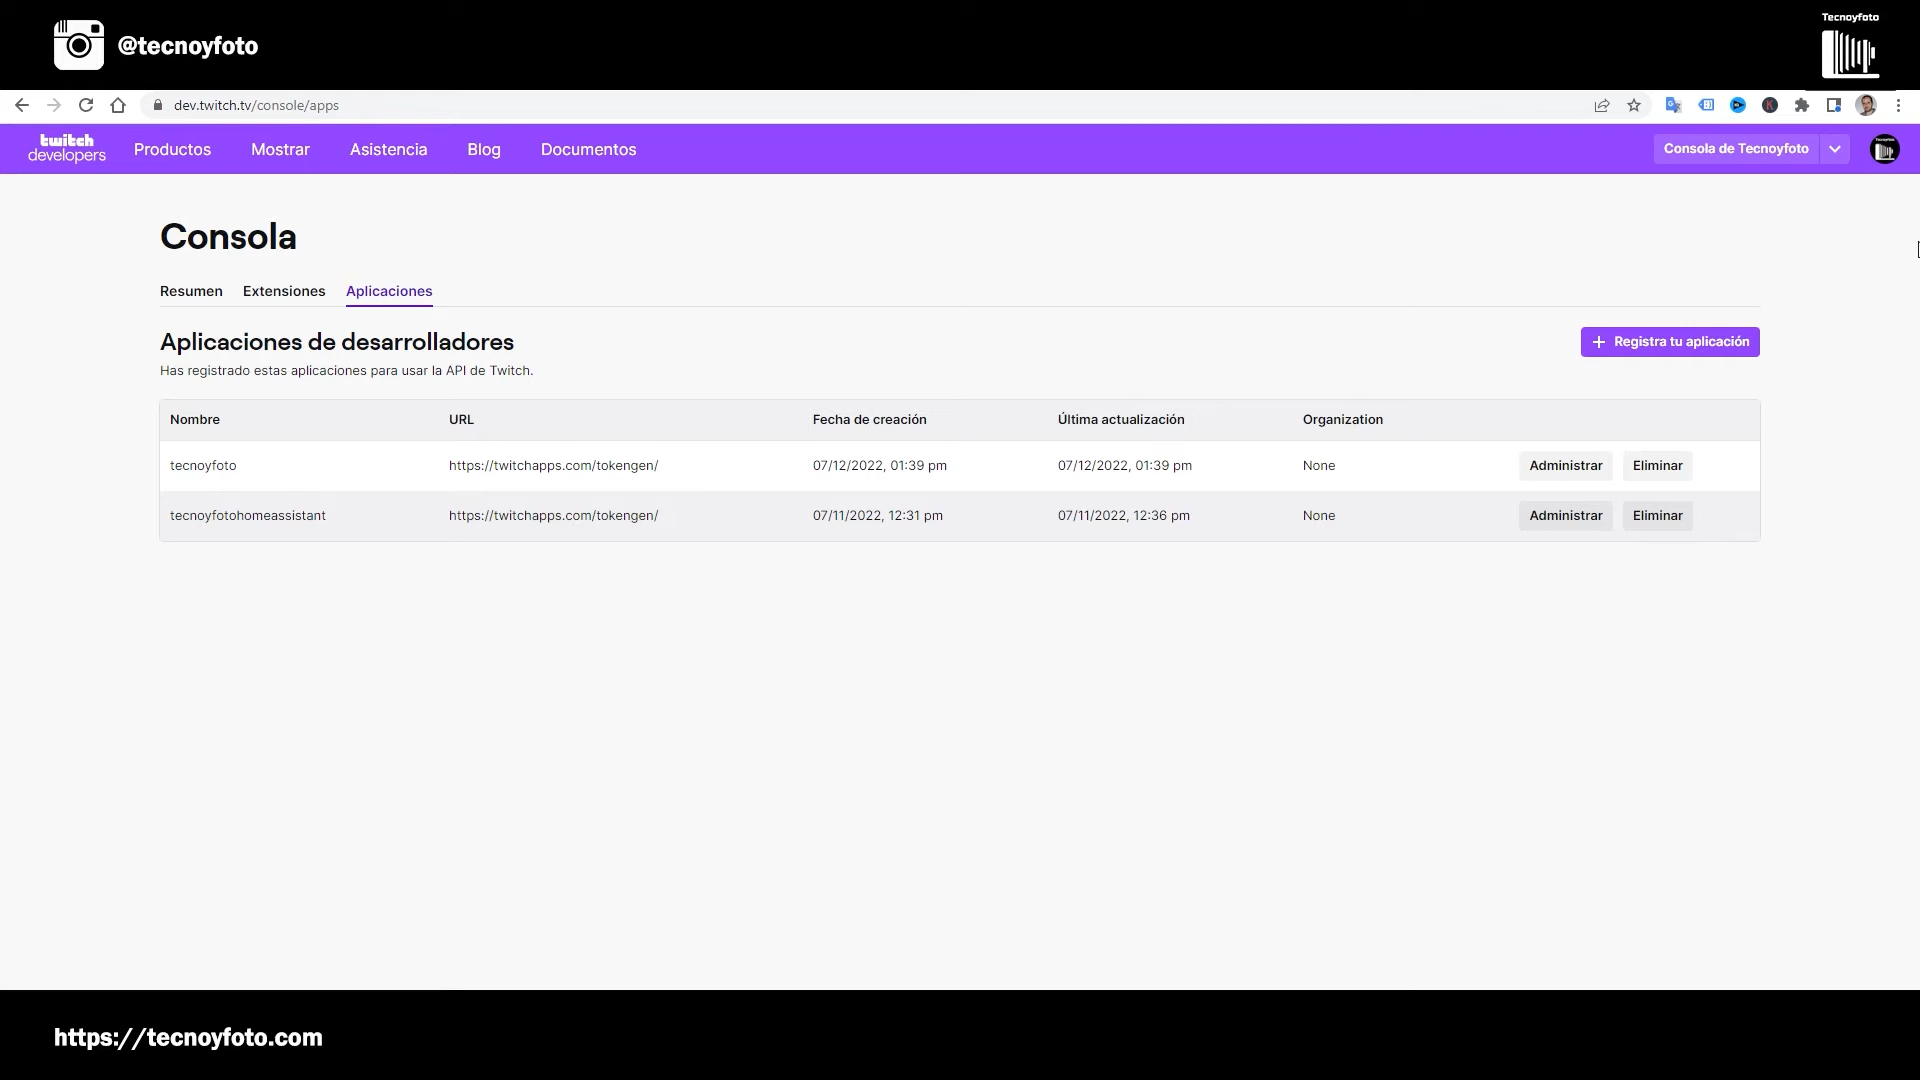 @tecnoyfoto
Tecnoyfoto
dev.twitch.tv/console/apps
twitch
developers
Productos
Mostrar
Asistencia
Blog
Documentos
Consola de Tecnoyfoto
Consola
Resumen
Extensiones
Aplicaciones
Aplicaciones de desarrolladores
Registra tu aplicación
Has registrado estas aplicaciones para usar la API de Twitch.
Nombre URL Fecha de creación Última actualización Organization
tecnoyfoto https://twitchapps.com/tokengen/ 07/12/2022, 01:39 pm 07/12/2022, 01:39 pm None Administrar Eliminar
tecnoyfotohomeassistant https://twitchapps.com/tokengen/ 07/11/2022, 12:31 pm 07/11/2022, 12:36 pm None Administrar Eliminar
https://tecnoyfoto.com